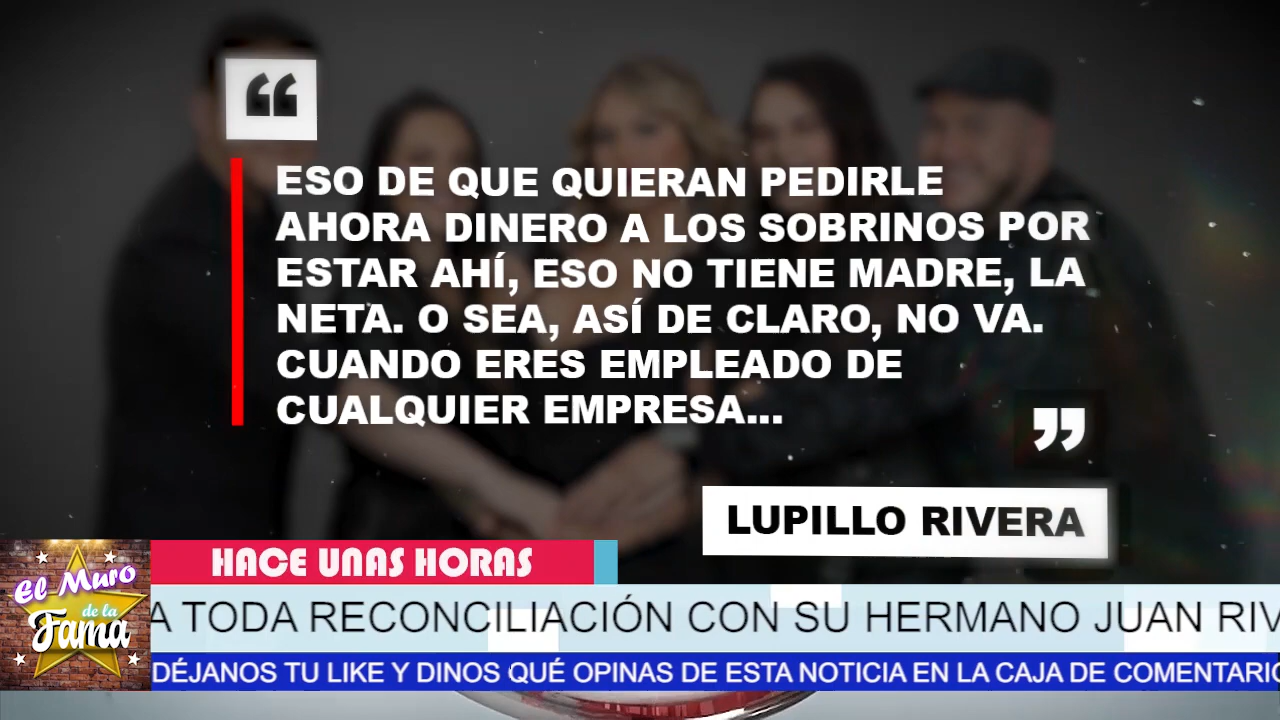 ESO DE QUE QUIERAN PEDIRLE
AHORA DINERO A LOS SOBRINOS POR
ESTAR AHÍ, ESO NO TIENE MADRE, LA
NETA. O SEA, ASÍ DE CLARO, NO VA.
CUANDO ERES EMPLEADO DE
CUALQUIER EMPRESA...
LUPILLO RIVERA
HACE UNAS HORAS
El Muro
de la
Fama
A TODA RECONCILIACIÓN CON SU HERMANO JUAN RIV
DÉJANOS TU LIKE Y DINOS QUÉ OPINAS DE ESTA NOTICIA EN LA CAJA DE COMENTARIO